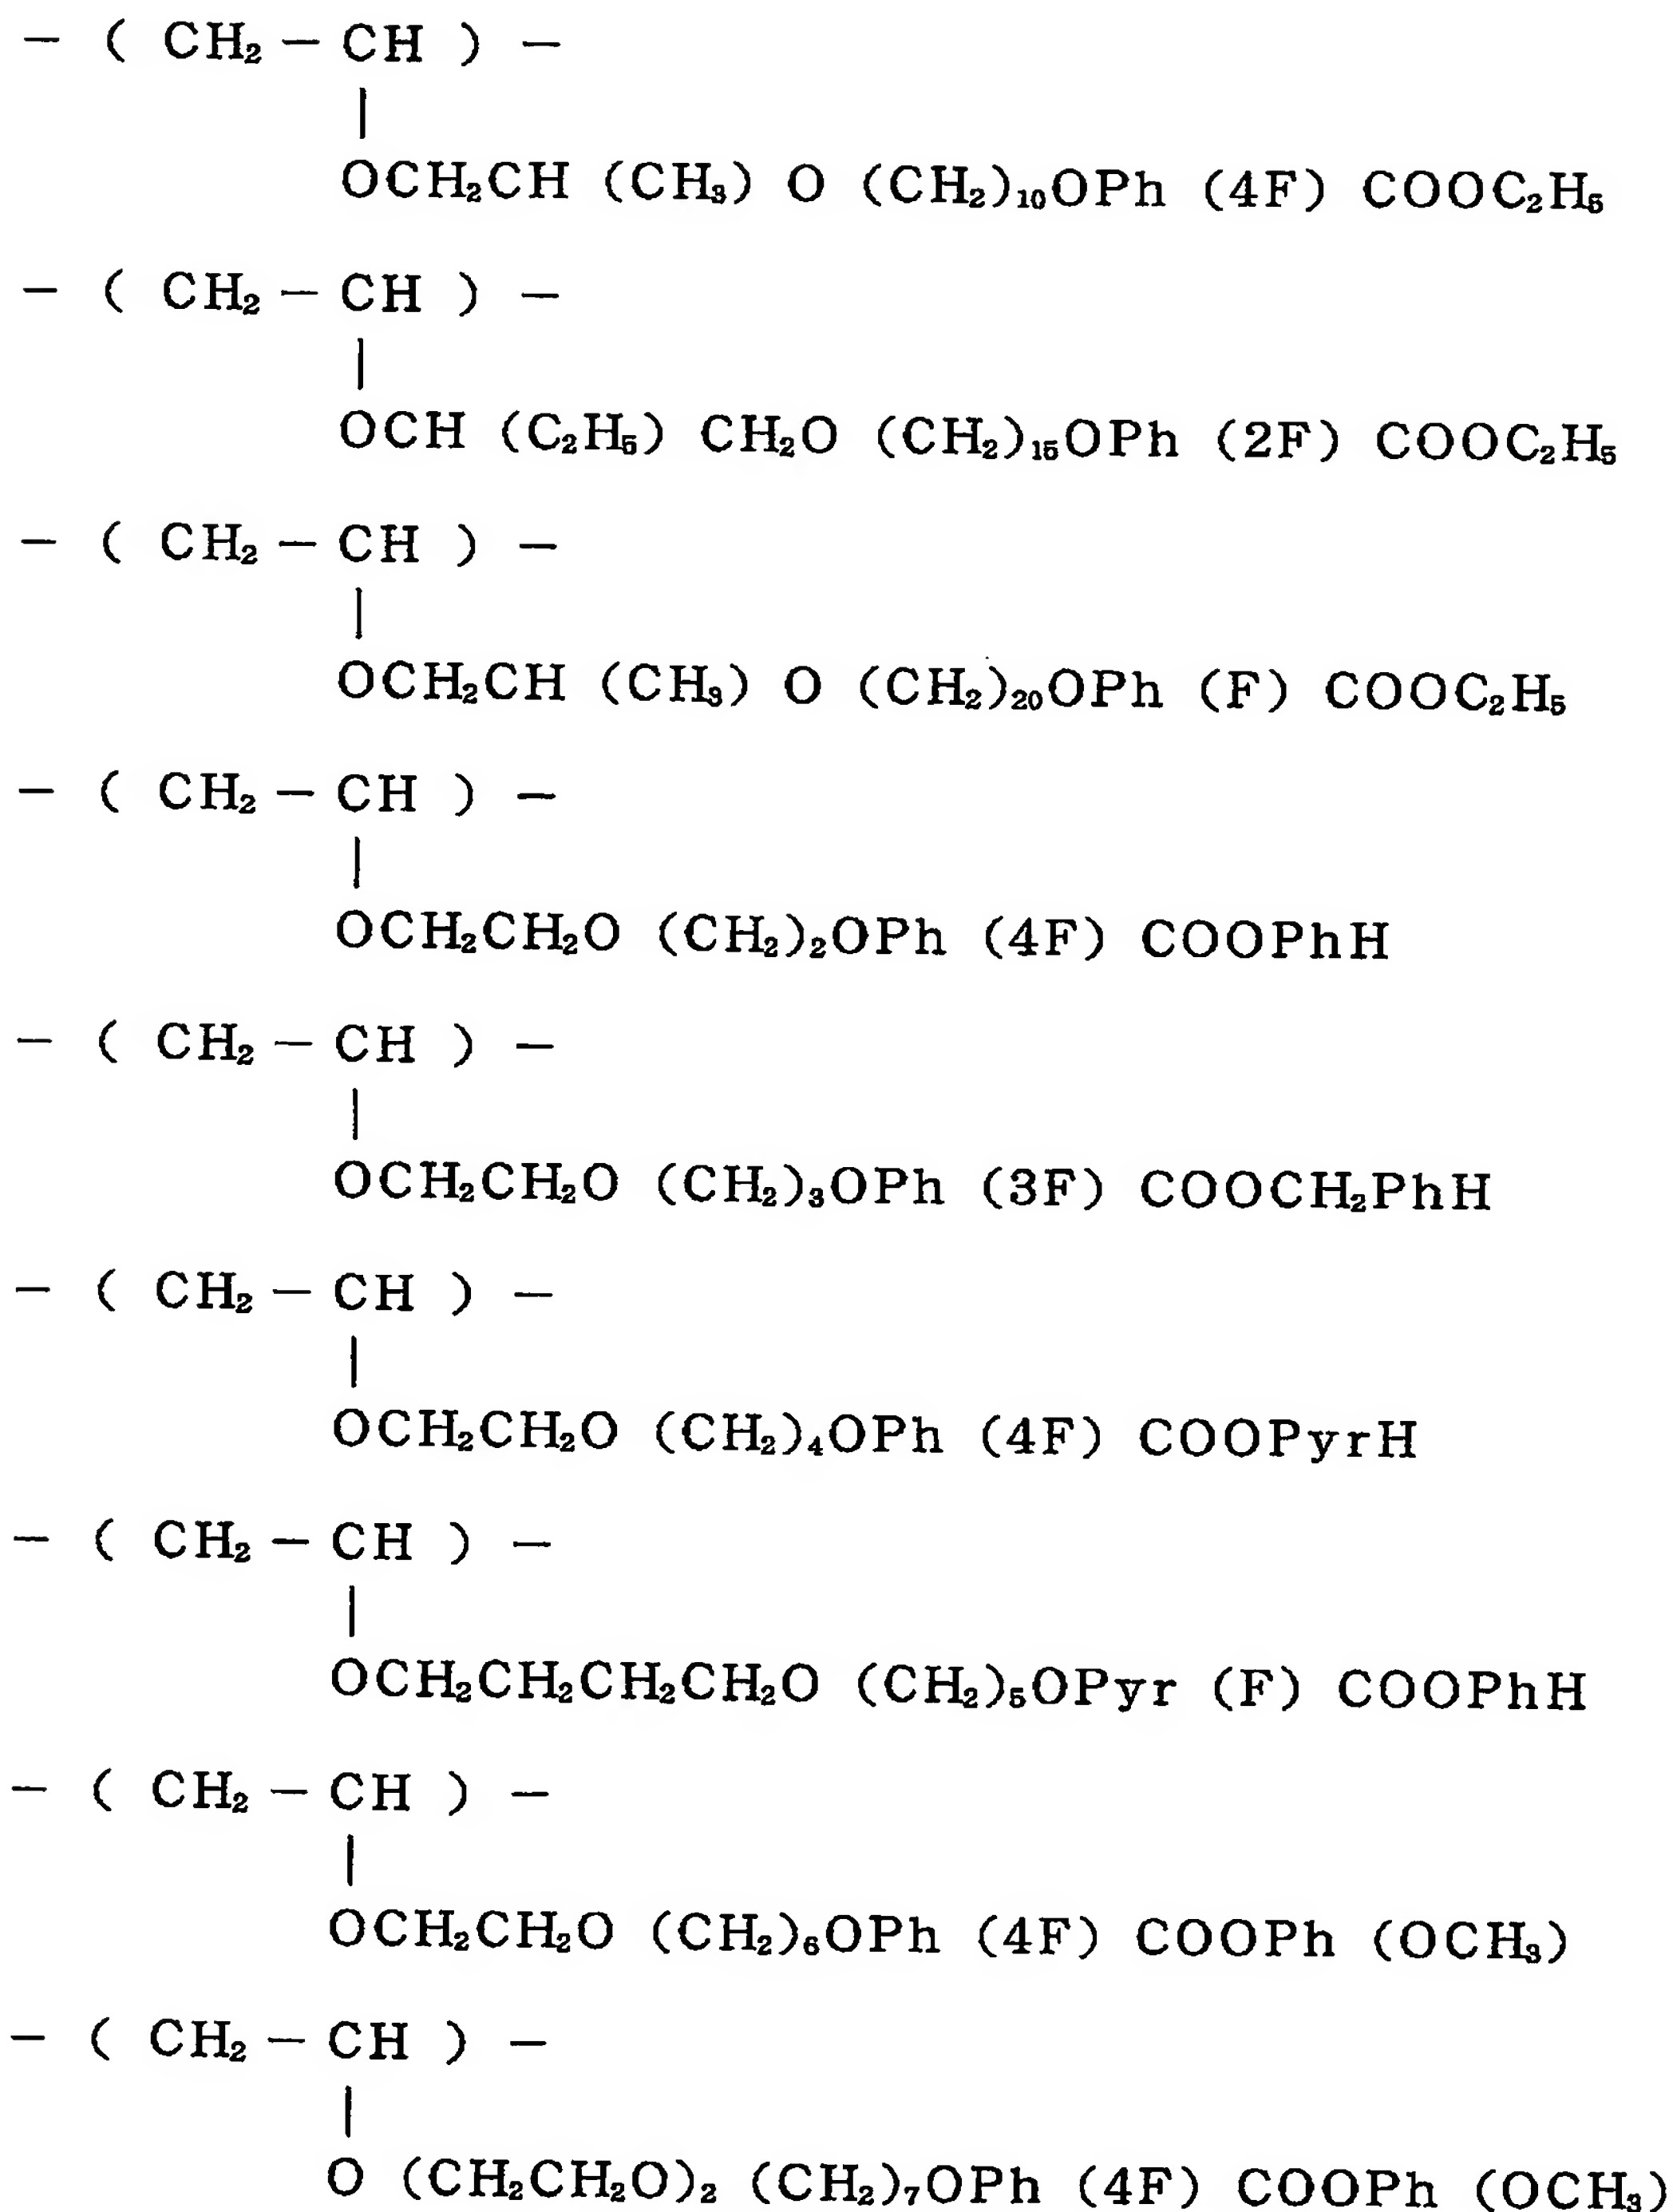 — ( CH₂ — CH ) —
|
OCH₂CH (CH₃) O (CH₂)₁₀OPh (4F) COOC₂H₅
— ( CH₂ — CH ) —
|
OCH (C₂H₅) CH₂O (CH₂)₁₅OPh (2F) COOC₂H₅
— ( CH₂ — CH ) —
|
OCH₂CH (CH₃) O (CH₂)₂₀OPh (F) COOC₂H₅
— ( CH₂ — CH ) —
|
OCH₂CH₂O (CH₂)₂OPh (4F) COOPhH
— ( CH₂ — CH ) —
|
OCH₂CH₂O (CH₂)₃OPh (3F) COOCH₂PhH
— ( CH₂ — CH ) —
|
OCH₂CH₂O (CH₂)₄OPh (4F) COOPyrH
— ( CH₂ — CH ) —
|
OCH₂CH₂CH₂CH₂O (CH₂)₅OPyr (F) COOPhH
— ( CH₂ — CH ) —
|
OCH₂CH₂O (CH₂)₆OPh (4F) COOPh (OCH₃)
— ( CH₂ — CH ) —
|
O (CH₂CH₂O)₂ (CH₂)₇OPh (4F) COOPh (OCH₃)